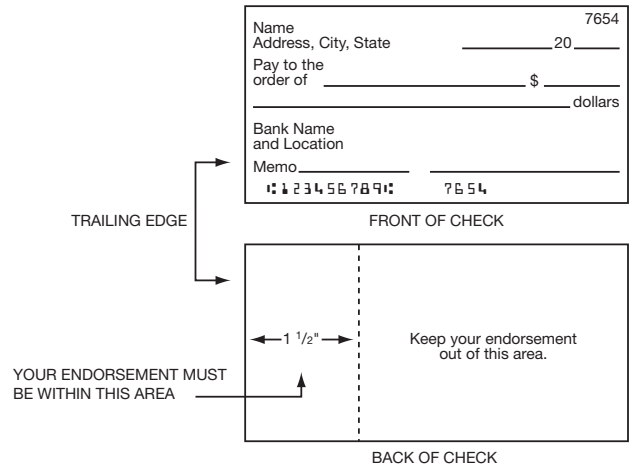 7654
Name
Address, City, State 20
Pay to the
order of $
dollars
Bank Name
and Location
Memo
⑆123456789⑆ 7654
TRAILING EDGE
FRONT OF CHECK
1 1/2"
Keep your endorsement
out of this area.
YOUR ENDORSEMENT MUST
BE WITHIN THIS AREA
BACK OF CHECK